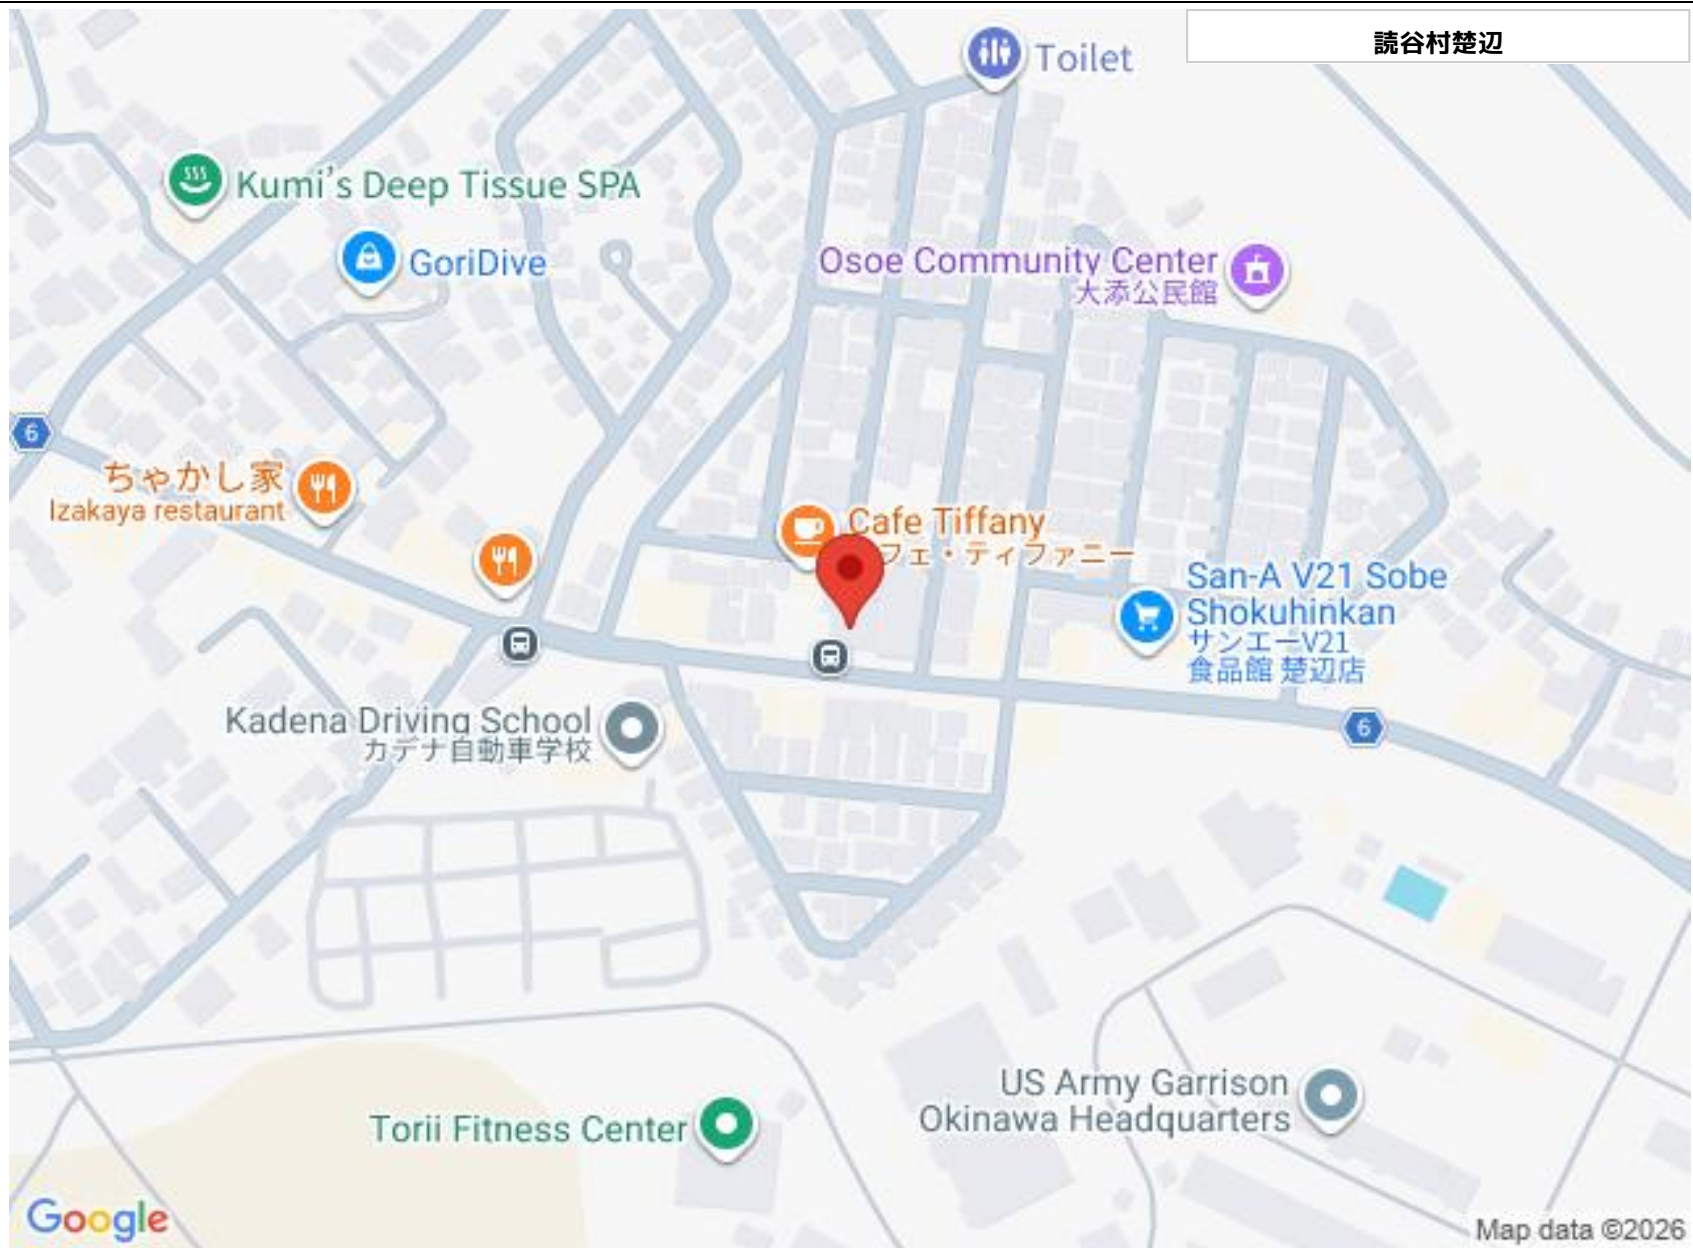 読谷村楚辺
Toilet
Kumi's Deep Tissue SPA
GoriDive
Osoe Community Center
大添公民館
6
ちゃかし家
Izakaya restaurant
Cafe Tiffany
フェ・ティファニー
San-A V21 Sobe
Shokuhinkan
サンエーV21
食品館 楚辺店
Kadena Driving School
カデナ自動車学校
6
US Army Garrison
Okinawa Headquarters
Torii Fitness Center
Google
Map data ©2026